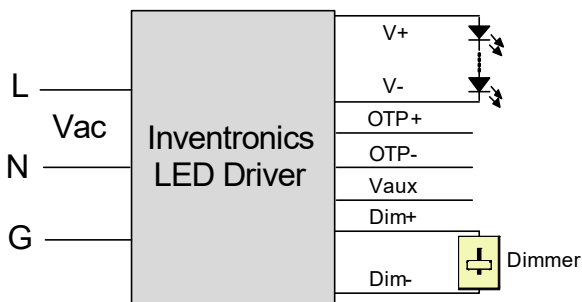 V+
L
V-
Vac
OTP+
Inventronics
LED Driver
OTP-
N
Vaux
Dim+
G
Dimmer
Dim-